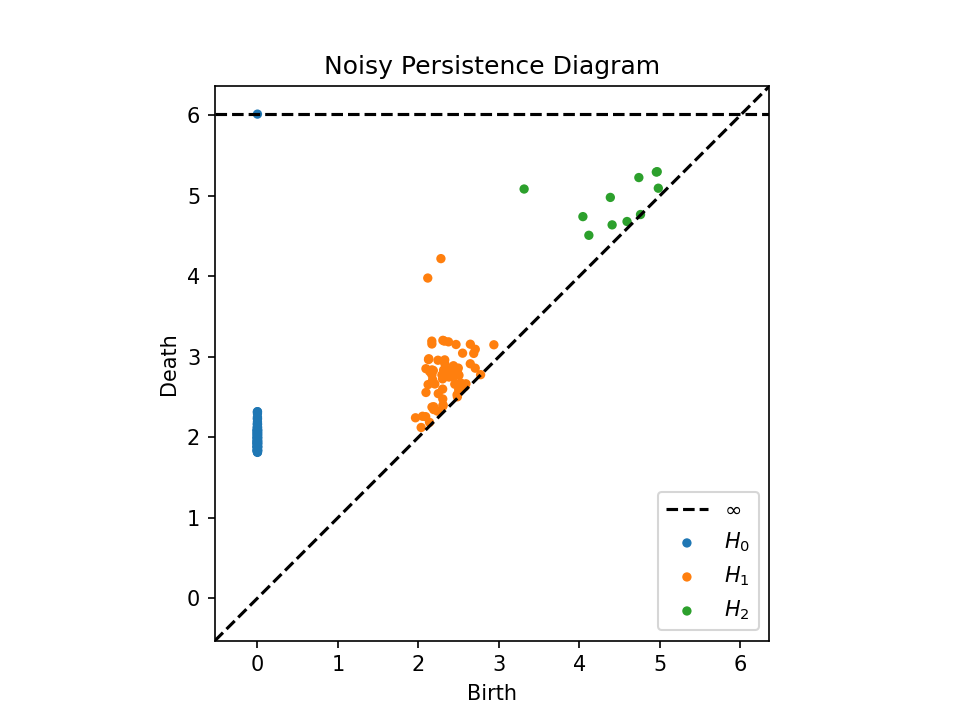 Noisy Persistence Diagram
Death
6
5
4
3
2
1
0
0 1 2 3 4 5 6
Birth
∞
H₀
H₁
H₂